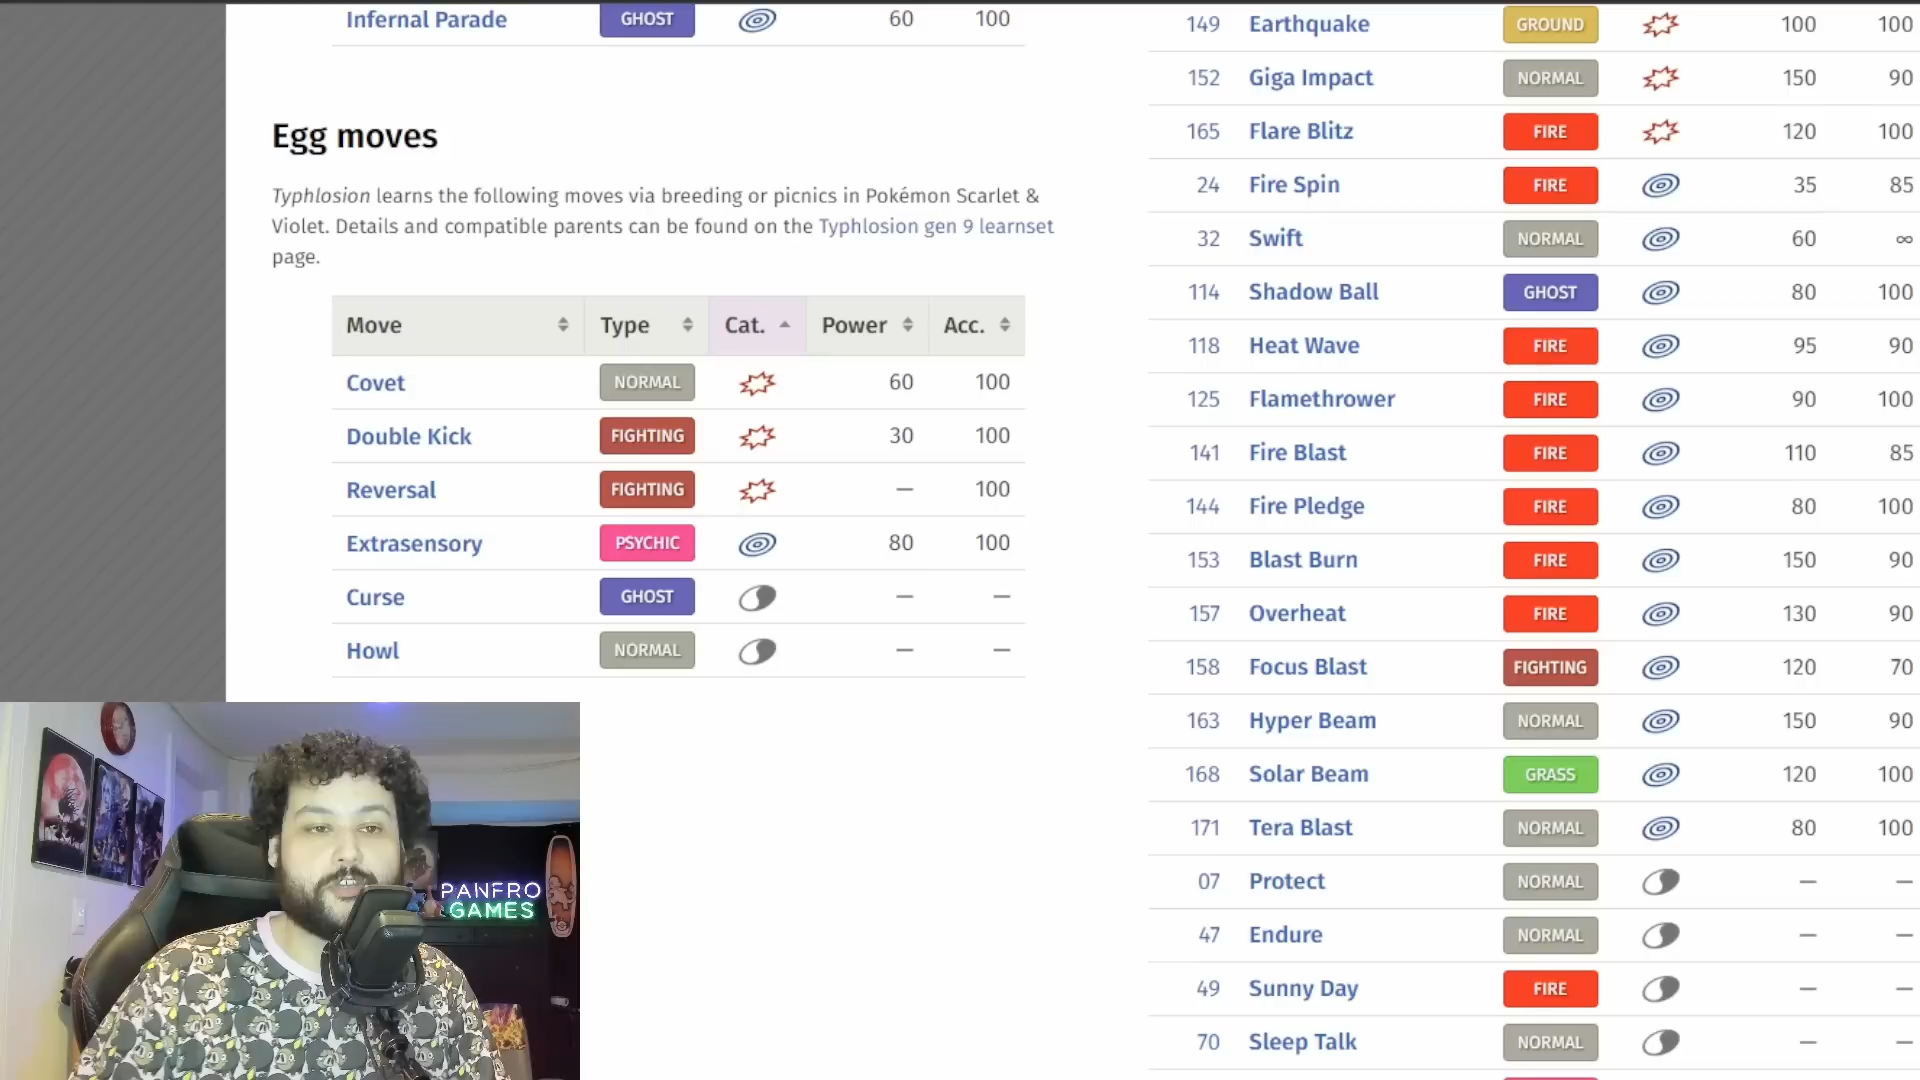 Infernal Parade GHOST 60 100
Egg moves
Typhlosion learns the following moves via breeding or picnics in Pokémon Scarlet &
Violet. Details and compatible parents can be found on the Typhlosion gen 9 learnset
page.
Move Type Cat. Power Acc.
Covet NORMAL 60 100
Double Kick FIGHTING 30 100
Reversal FIGHTING — 100
Extrasensory PSYCHIC 80 100
Curse GHOST — —
Howl NORMAL — —
149 Earthquake GROUND 100 100
152 Giga Impact NORMAL 150 90
165 Flare Blitz FIRE 120 100
24 Fire Spin FIRE 35 85
32 Swift NORMAL 60 ∞
114 Shadow Ball GHOST 80 100
118 Heat Wave FIRE 95 90
125 Flamethrower FIRE 90 100
141 Fire Blast FIRE 110 85
144 Fire Pledge FIRE 80 100
153 Blast Burn FIRE 150 90
157 Overheat FIRE 130 90
158 Focus Blast FIGHTING 120 70
163 Hyper Beam NORMAL 150 90
168 Solar Beam GRASS 120 100
171 Tera Blast NORMAL 80 100
07 Protect NORMAL — —
47 Endure NORMAL — —
49 Sunny Day FIRE — —
70 Sleep Talk NORMAL — —
PANFRO
GAMES